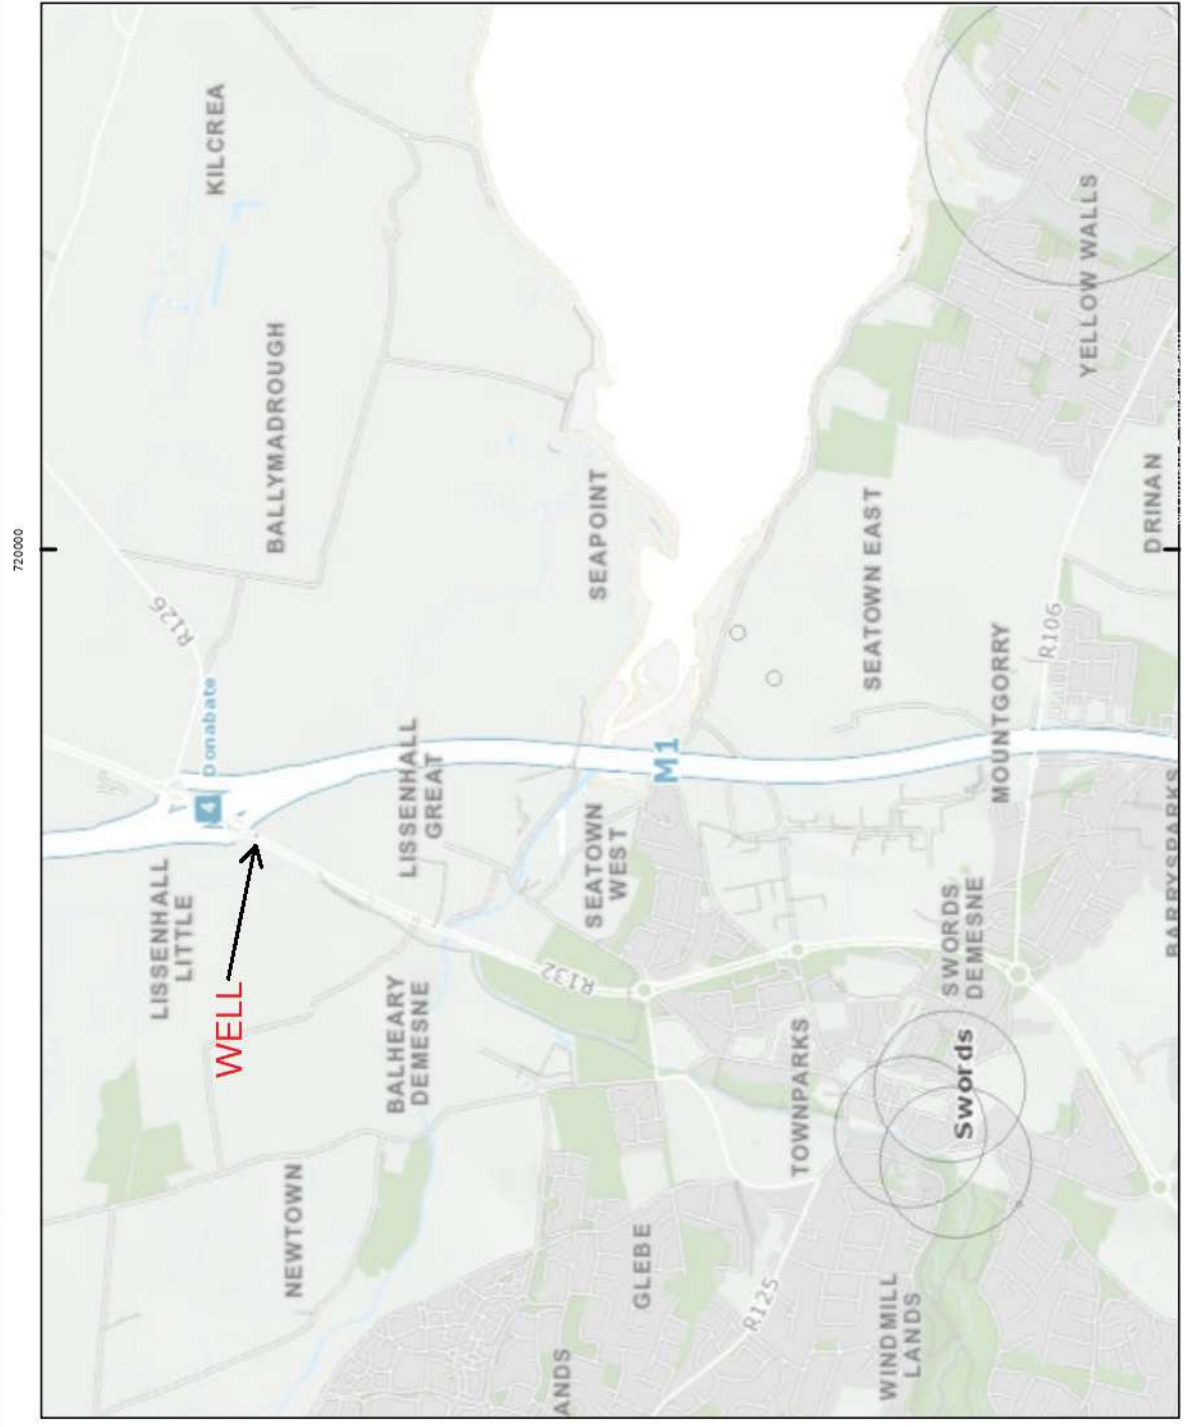 720000
KILCREA
BALLYMADROUGH
R126
Donabate
4
LISSENHALL
LITTLE
WELL
LISSENHALL
GREAT
BALHEARY
DEMESNE
NEWTOWN
SEAPOINT
M1
SEATOWN
WEST
R132
SEATOWN EAST
YELLOW WALLS
DRINAN
R106
MOUNTGORRY
SWORDS
DEMESNE
BARRYSPARKS
TOWNPARKS
Swords
GLEBE
R125
WINDMILL
LANDS
ANDS